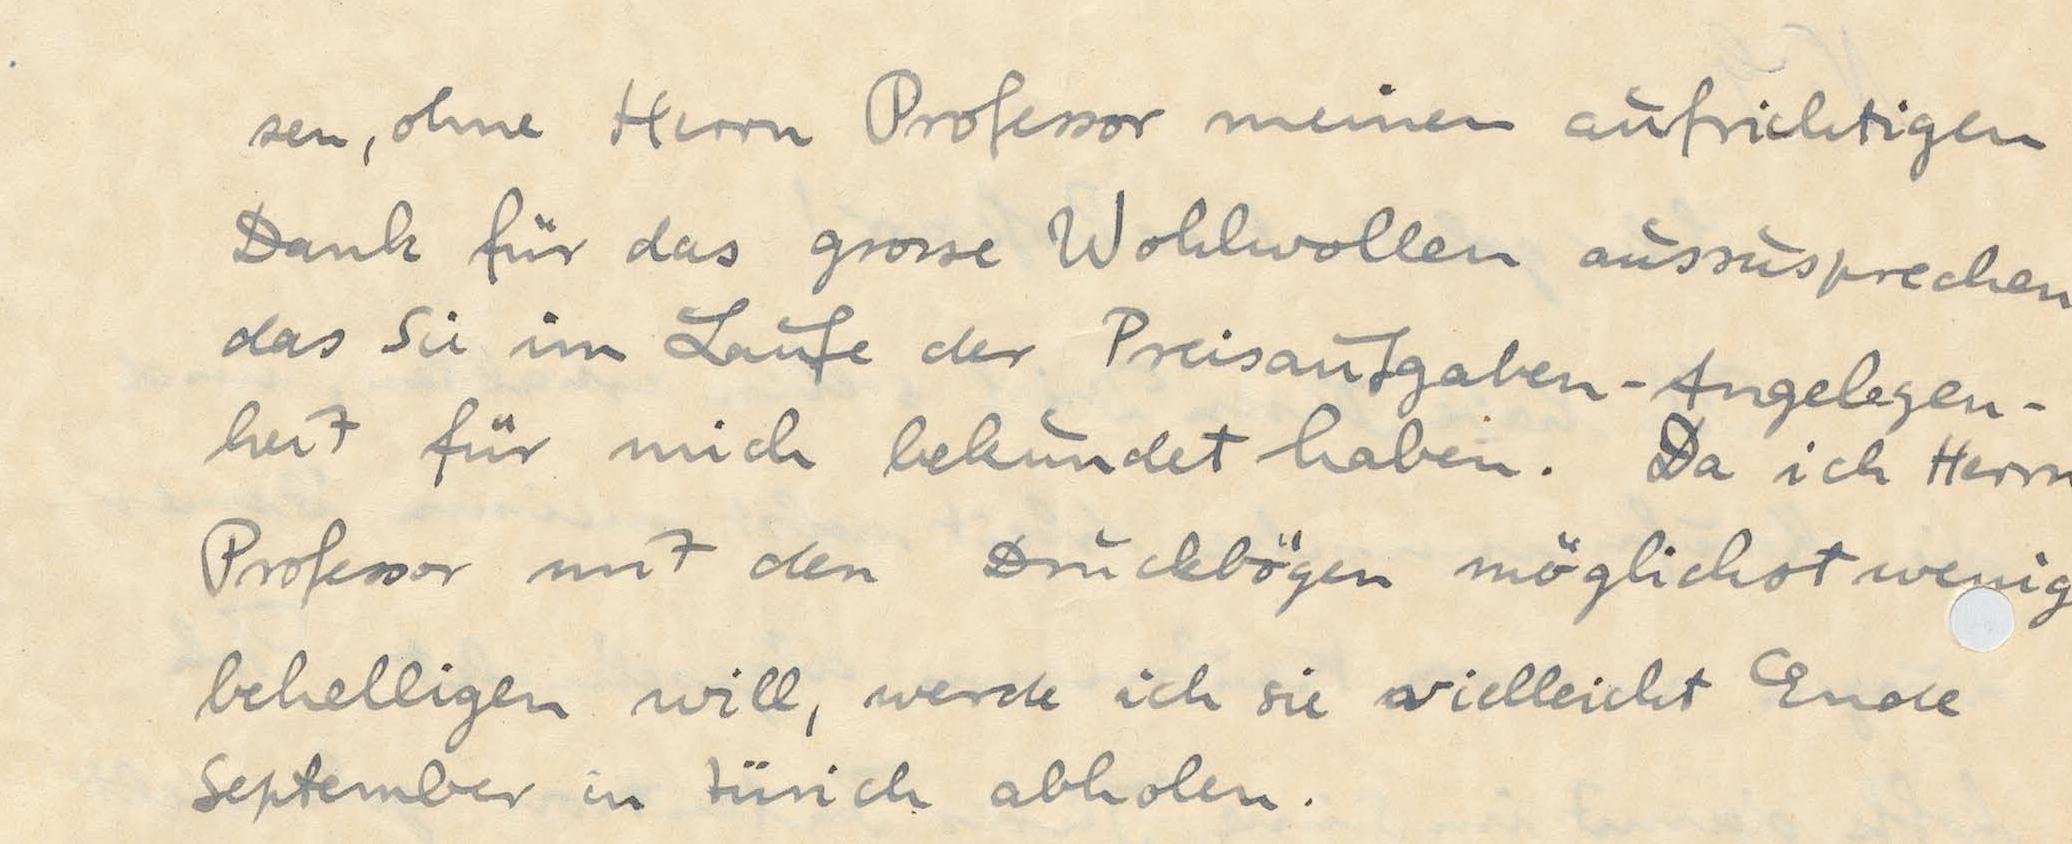 sen, ohne Herrn Professor meinen aufrichtigen
Dank für das grosse Wohlwollen auszusprechen
das Sie im Laufe der Preisaufgaben-Angelegen-
heit für mich bekundet haben. Da ich Herrn
Professor mit den Druckbögen möglichst wenig
behelligen will, werde ich sie vielleicht Ende
September in Zürich abholen.